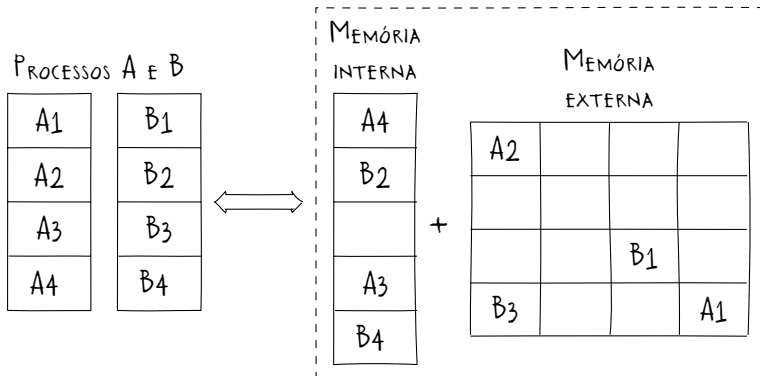 Processos A e B
A1
A2
A3
A4
B1
B2
B3
B4
Memória
interna
A4
B2
A3
B4
+
Memória
externa
A2
B1
B3 A1